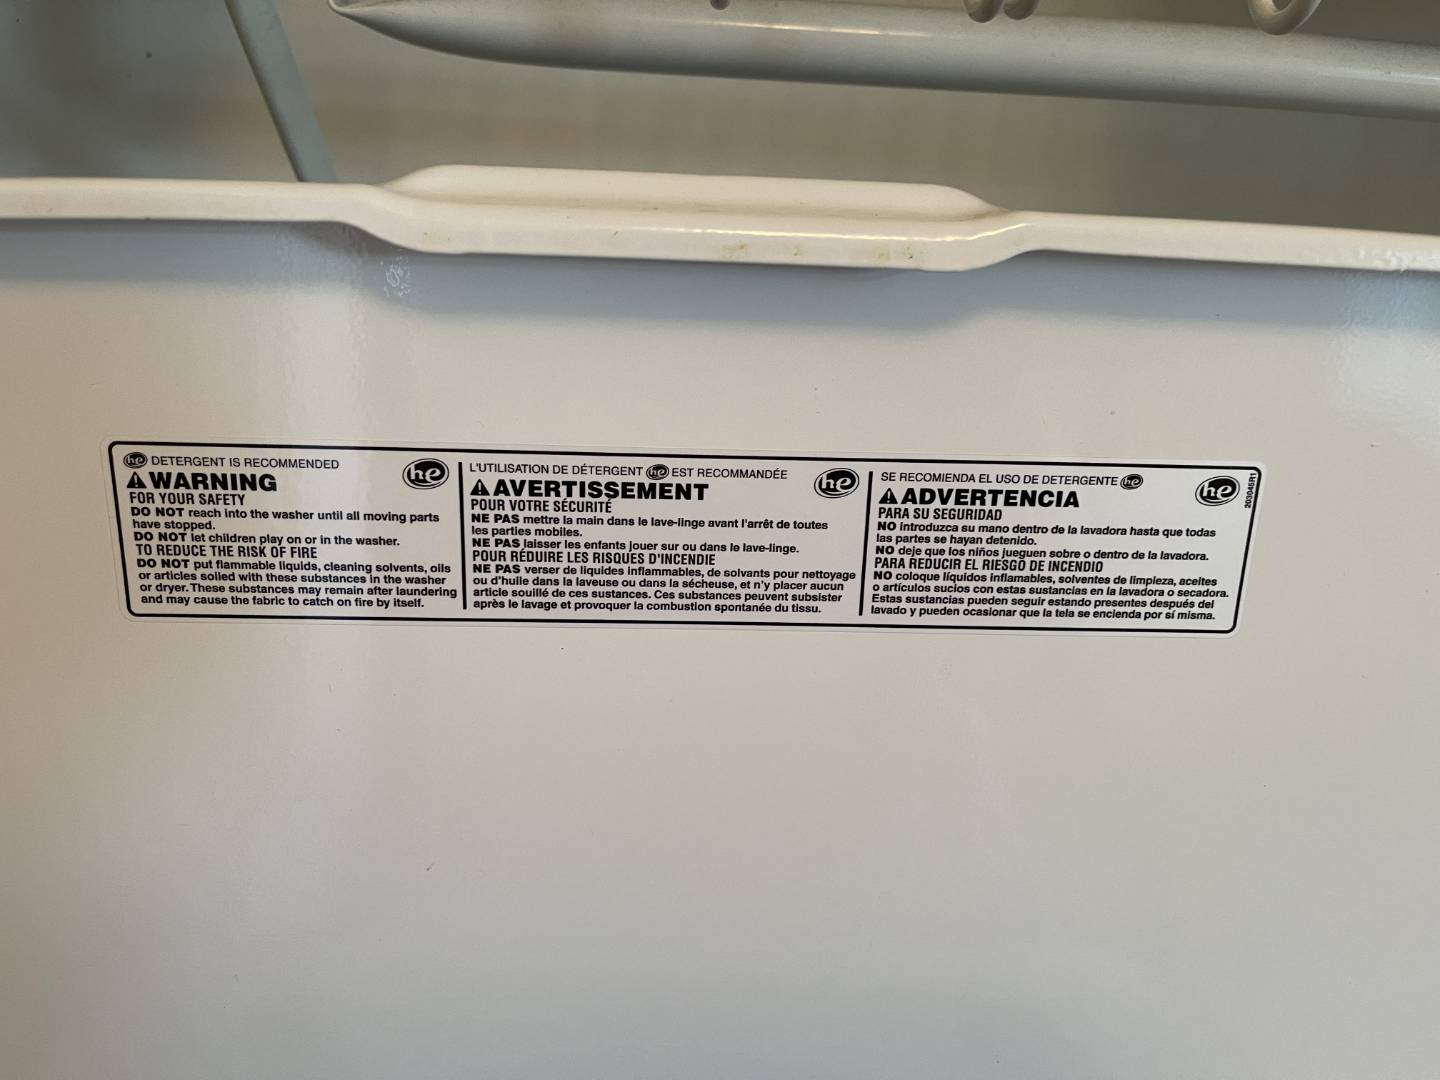 he DETERGENT IS RECOMMENDED
he
WARNING
FOR YOUR SAFETY
DO NOT reach into the washer until all moving parts
have stopped.
DO NOT let children play on or in the washer.
TO REDUCE THE RISK OF FIRE
DO NOT put flammable liquids, cleaning solvents, oils
or articles soiled with these substances in the washer
or dryer. These substances may remain after laundering
and may cause the fabric to catch on fire by itself.
L'UTILISATION DE DÉTERGENT he EST RECOMMANDÉE
he
AVERTISSEMENT
POUR VOTRE SÉCURITÉ
NE PAS mettre la main dans le lave-linge avant l'arrêt de toutes
les parties mobiles.
NE PAS laisser les enfants jouer sur ou dans le lave-linge.
POUR RÉDUIRE LES RISQUES D'INCENDIE
NE PAS verser de liquides inflammables, de solvants pour nettoyage
ou d'huile dans la laveuse ou dans la sécheuse, et n'y placer aucun
article souillé de ces sustances. Ces substances peuvent subsister
après le lavage et provoquer la combustion spontanée du tissu.
SE RECOMIENDA EL USO DE DETERGENTE he
he
ADVERTENCIA
PARA SU SEGURIDAD
NO introduzca su mano dentro de la lavadora hasta que todas
las partes se hayan detenido.
NO deje que los niños jueguen sobre o dentro de la lavadora.
PARA REDUCIR EL RIESGO DE INCENDIO
NO coloque líquidos inflamables, solventes de limpieza, aceites
o artículos sucios con estas sustancias en la lavadora o secadora.
Estas sustancias pueden seguir estando presentes después del
lavado y pueden ocasionar que la tela se encienda por sí misma.
203045R1